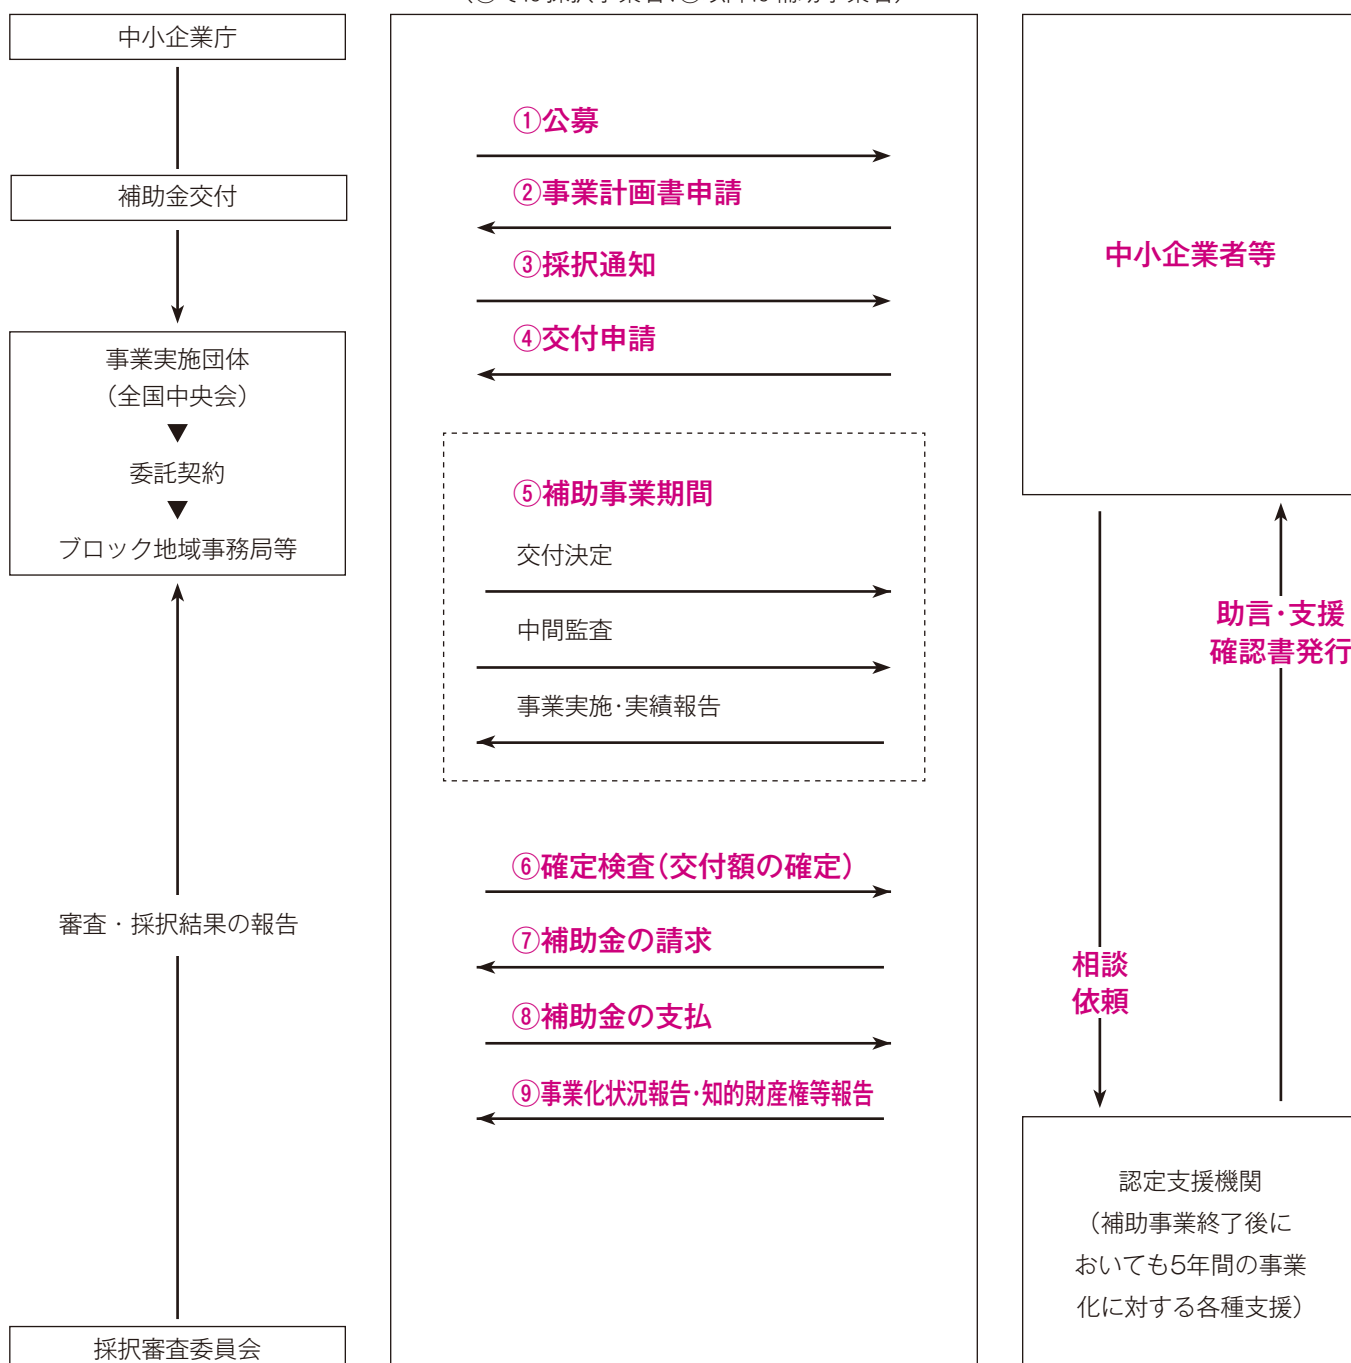 中小企業庁
補助金交付
事業実施団体
（全国中央会）
▼
委託契約
▼
ブロック地域事務局等
審査・採択結果の報告
採択審査委員会
①公募
②事業計画書申請
③採択通知
④交付申請
⑤補助事業期間
交付決定
中間監査
事業実施・実績報告
⑥確定検査（交付額の確定）
⑦補助金の請求
⑧補助金の支払
⑨事業化状況報告・知的財産権等報告
中小企業者等
助言・支援
確認書発行
相談
依頼
認定支援機関
（補助事業終了後に
おいても5年間の事業
化に対する各種支援）